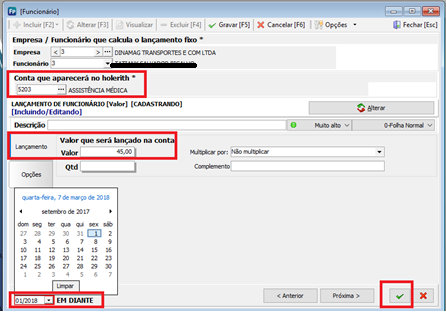 [Funcionário]
Incluir [F2] Alterar [F3] Visualizar Excluir [F4] Gravar [F5] Cancelar [F6] Opções Fechar [Esc]
Empresa / Funcionário que calcula o lançamento fixo *
Empresa < 3 > ... DINAMAG TRANSPORTES E COM LTDA
Funcionário 3
Conta que aparecerá no holerith *
5203 ... ASSISTÊNCIA MÉDICA
LANÇAMENTO DE FUNCIONÁRIO [Valor] [CADASTRANDO]
[Incluindo/Editando]
Alterar
Descrição Muito alto 0-Folha Normal
Lançamento
Valor que será lançado na conta
Valor 45,00 Multiplicar por: Não multiplicar
Qtd Complemento
Opções
quarta-feira, 7 de março de 2018
setembro de 2017
dom seg ter qua qui sex sáb
27 28 29 30 31 1 2
3 4 5 6 7 8 9
10 11 12 13 14 15 16
17 18 19 20 21 22 23
24 25 26 27 28 29 30
1 2 3 4 5 6 7
Limpar
01/2018 EM DIANTE
< Anterior Próxima >